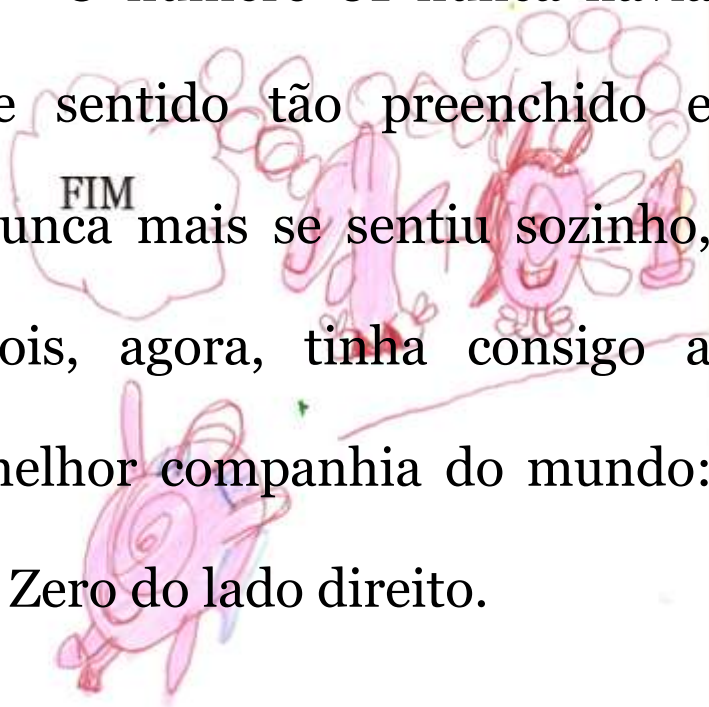 e sentido tão preenchido e
FIM
unca mais se sentiu sozinho,
ois, agora, tinha consigo a
nelhor companhia do mundo:
Zero do lado direito.